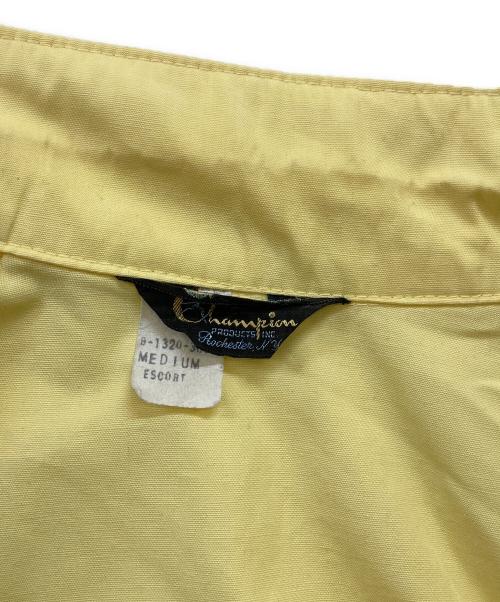 Champion
PRODUCTS INC.
Rochester N.Y.
MEDIUM
ESCORT